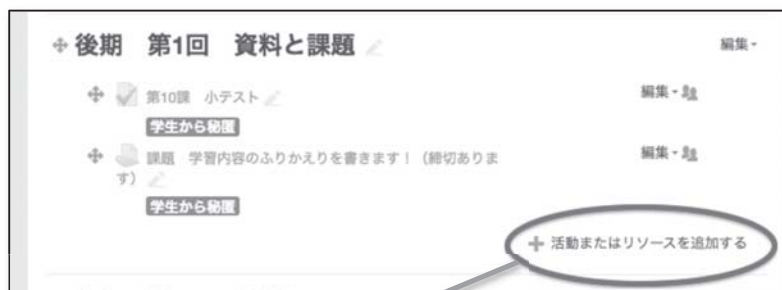 後期　第1回　資料と課題
編集
第10課　小テスト
編集
学生から秘匿
課題　学習内容のふりかえりを書きます！（締切ありま
編集
す）
学生から秘匿
活動またはリソースを追加する